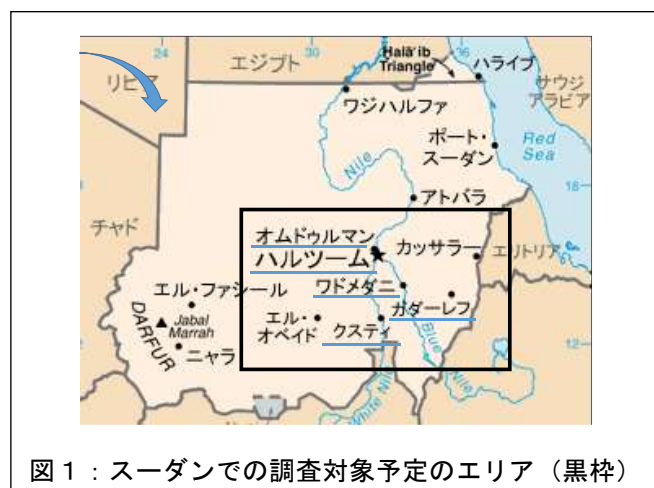 24
30
36
Halā'ib
Triangle
ハライブ
エジプト
リビア
サウジ
アラビア
ワジハルファ
Red
Sea
ポート・
スーダン
Nile
18
18
アトバラ
チャド
オムドゥルマン
カッサラー
エリトリア
ハルツーム
エル・ファシール
ワドメダニ
ガダーレフ
DARFUR
Jabal
Marrah
エル・
オベイド
クスティ
Blue
Nile
12
12
ニャラ
White Nile
図１：スーダンでの調査対象予定のエリア（黒枠）